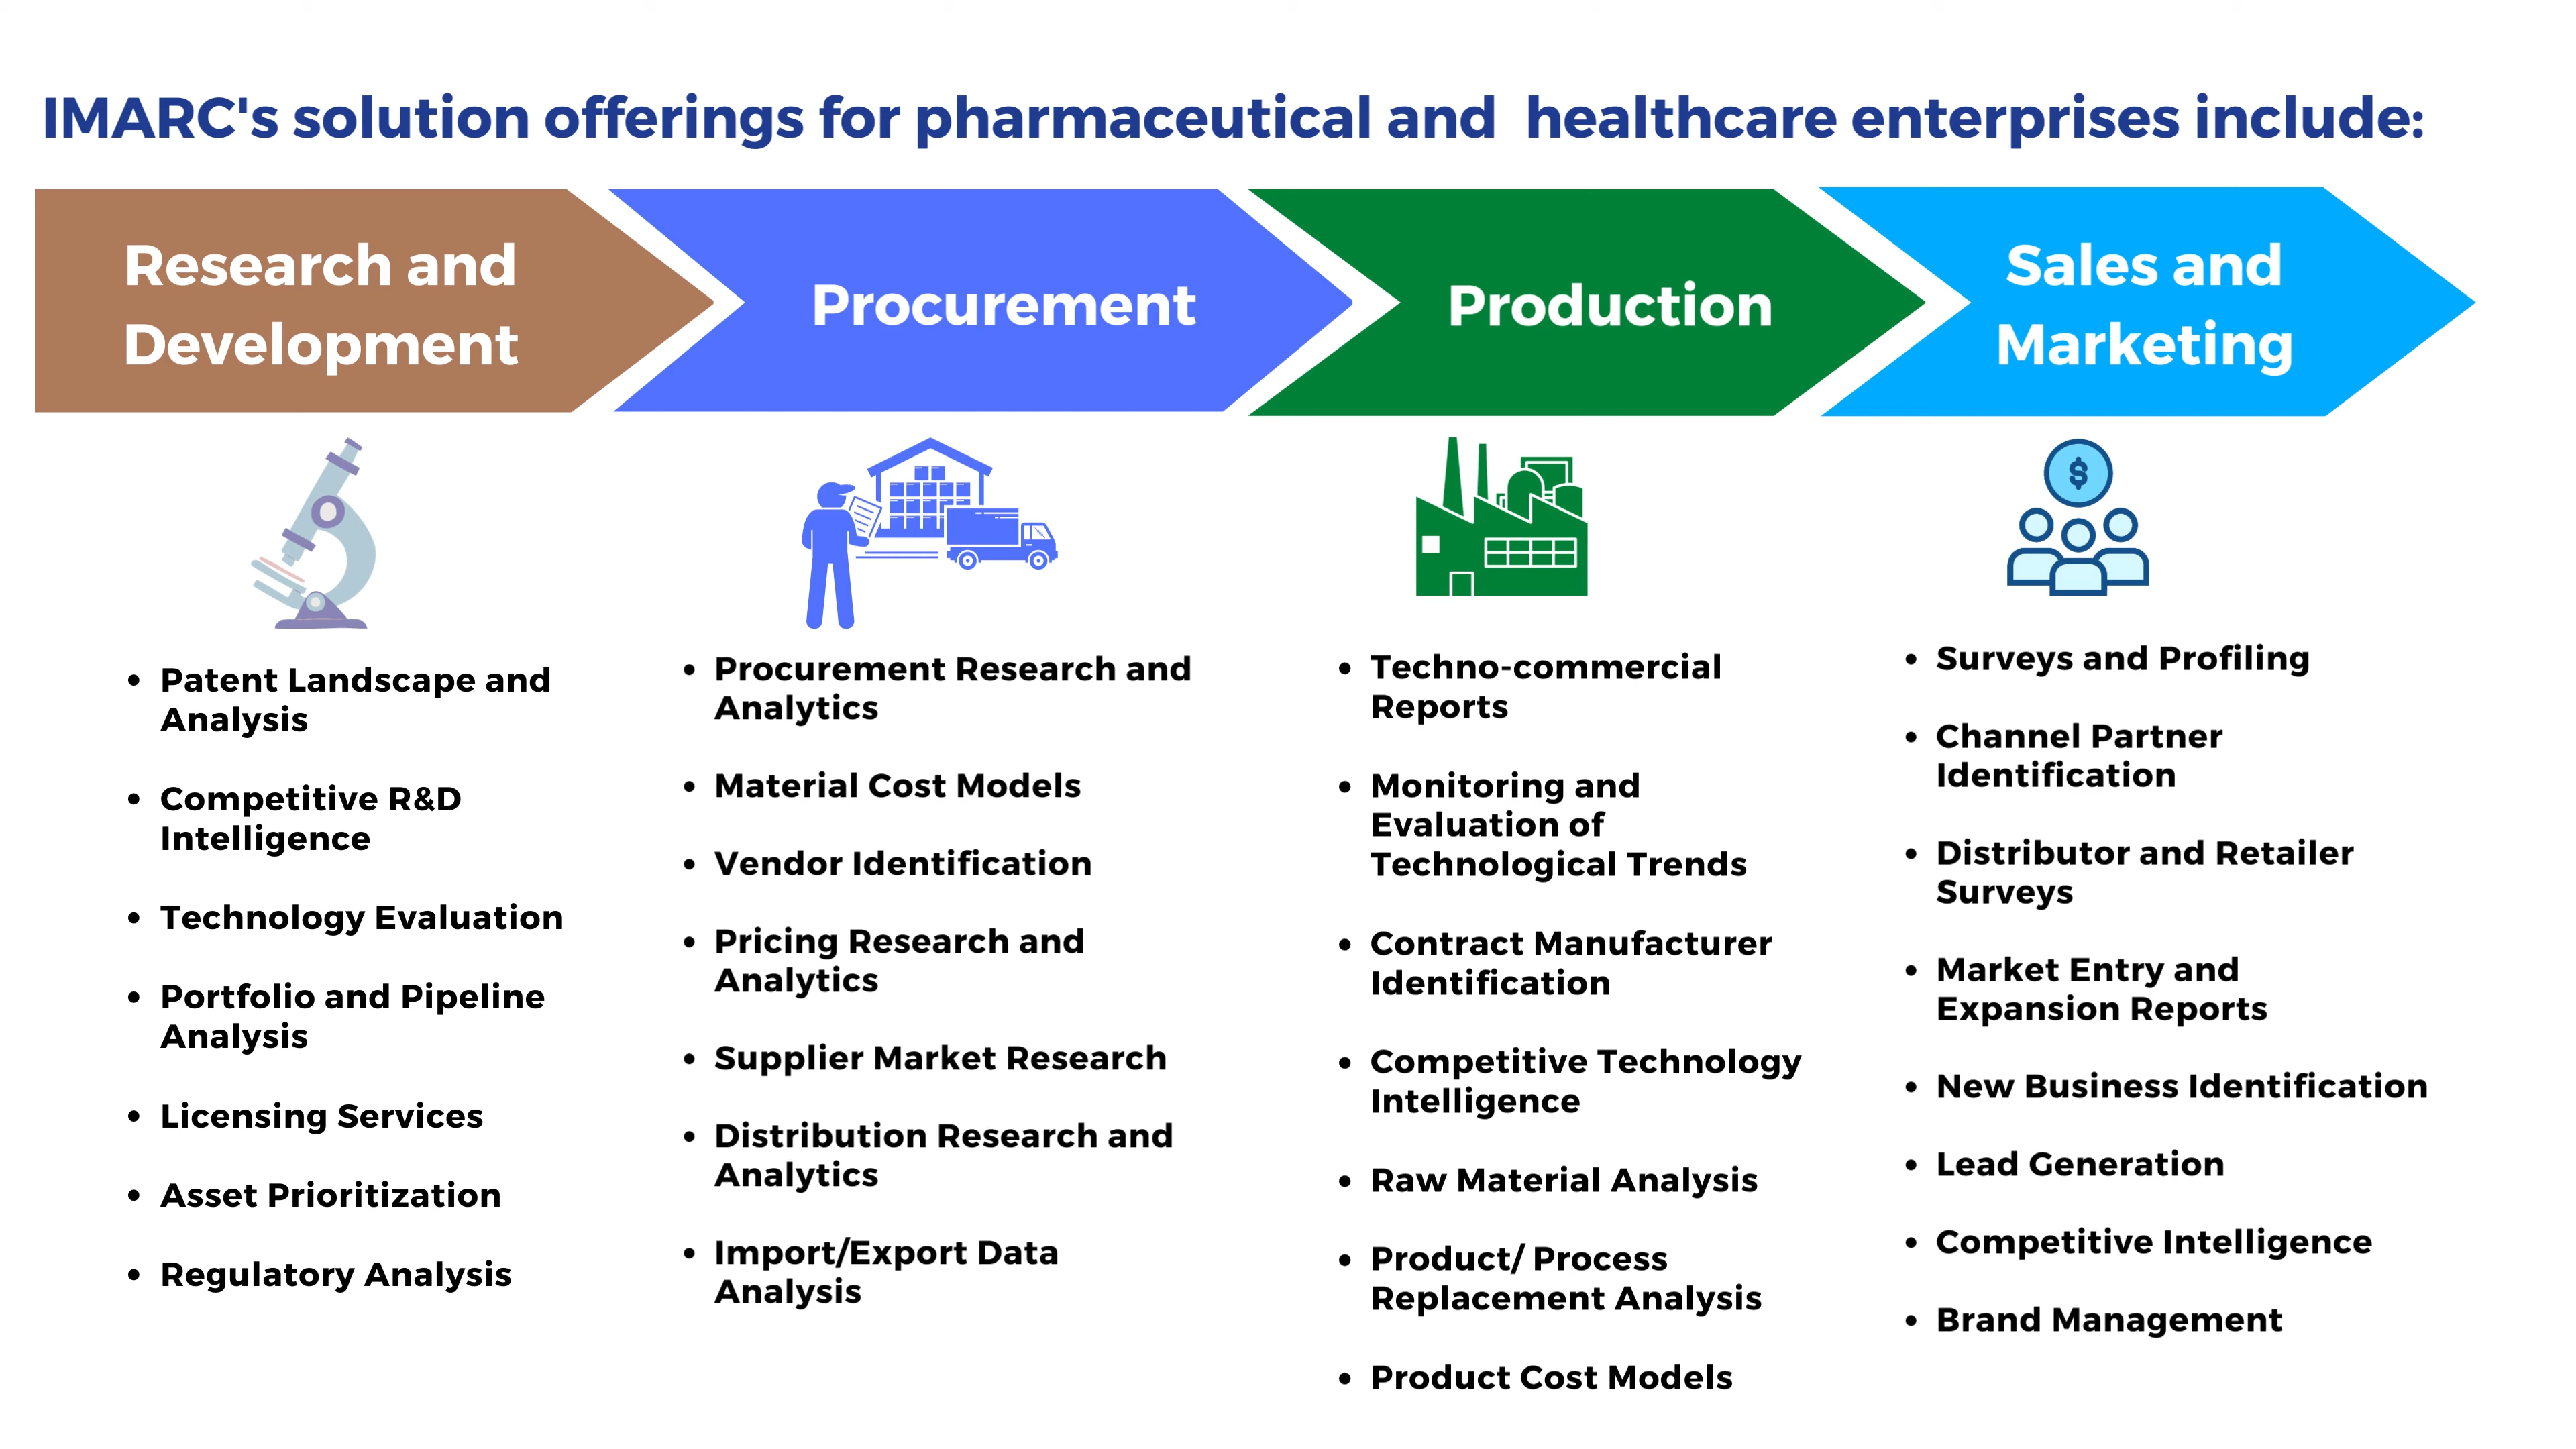 IMARC's solution offerings for pharmaceutical and healthcare enterprises include:
Research and
Development
Procurement
Production
Sales and
Marketing
$
• Patent Landscape and
Analysis
• Competitive R&D
Intelligence
• Technology Evaluation
• Portfolio and Pipeline
Analysis
• Licensing Services
• Asset Prioritization
• Regulatory Analysis
• Procurement Research and
Analytics
• Material Cost Models
• Vendor Identification
• Pricing Research and
Analytics
• Supplier Market Research
• Distribution Research and
Analytics
• Import/Export Data
Analysis
• Techno-commercial
Reports
• Monitoring and
Evaluation of
Technological Trends
• Contract Manufacturer
Identification
• Competitive Technology
Intelligence
• Raw Material Analysis
• Product/ Process
Replacement Analysis
• Product Cost Models
• Surveys and Profiling
• Channel Partner
Identification
• Distributor and Retailer
Surveys
• Market Entry and
Expansion Reports
• New Business Identification
• Lead Generation
• Competitive Intelligence
• Brand Management